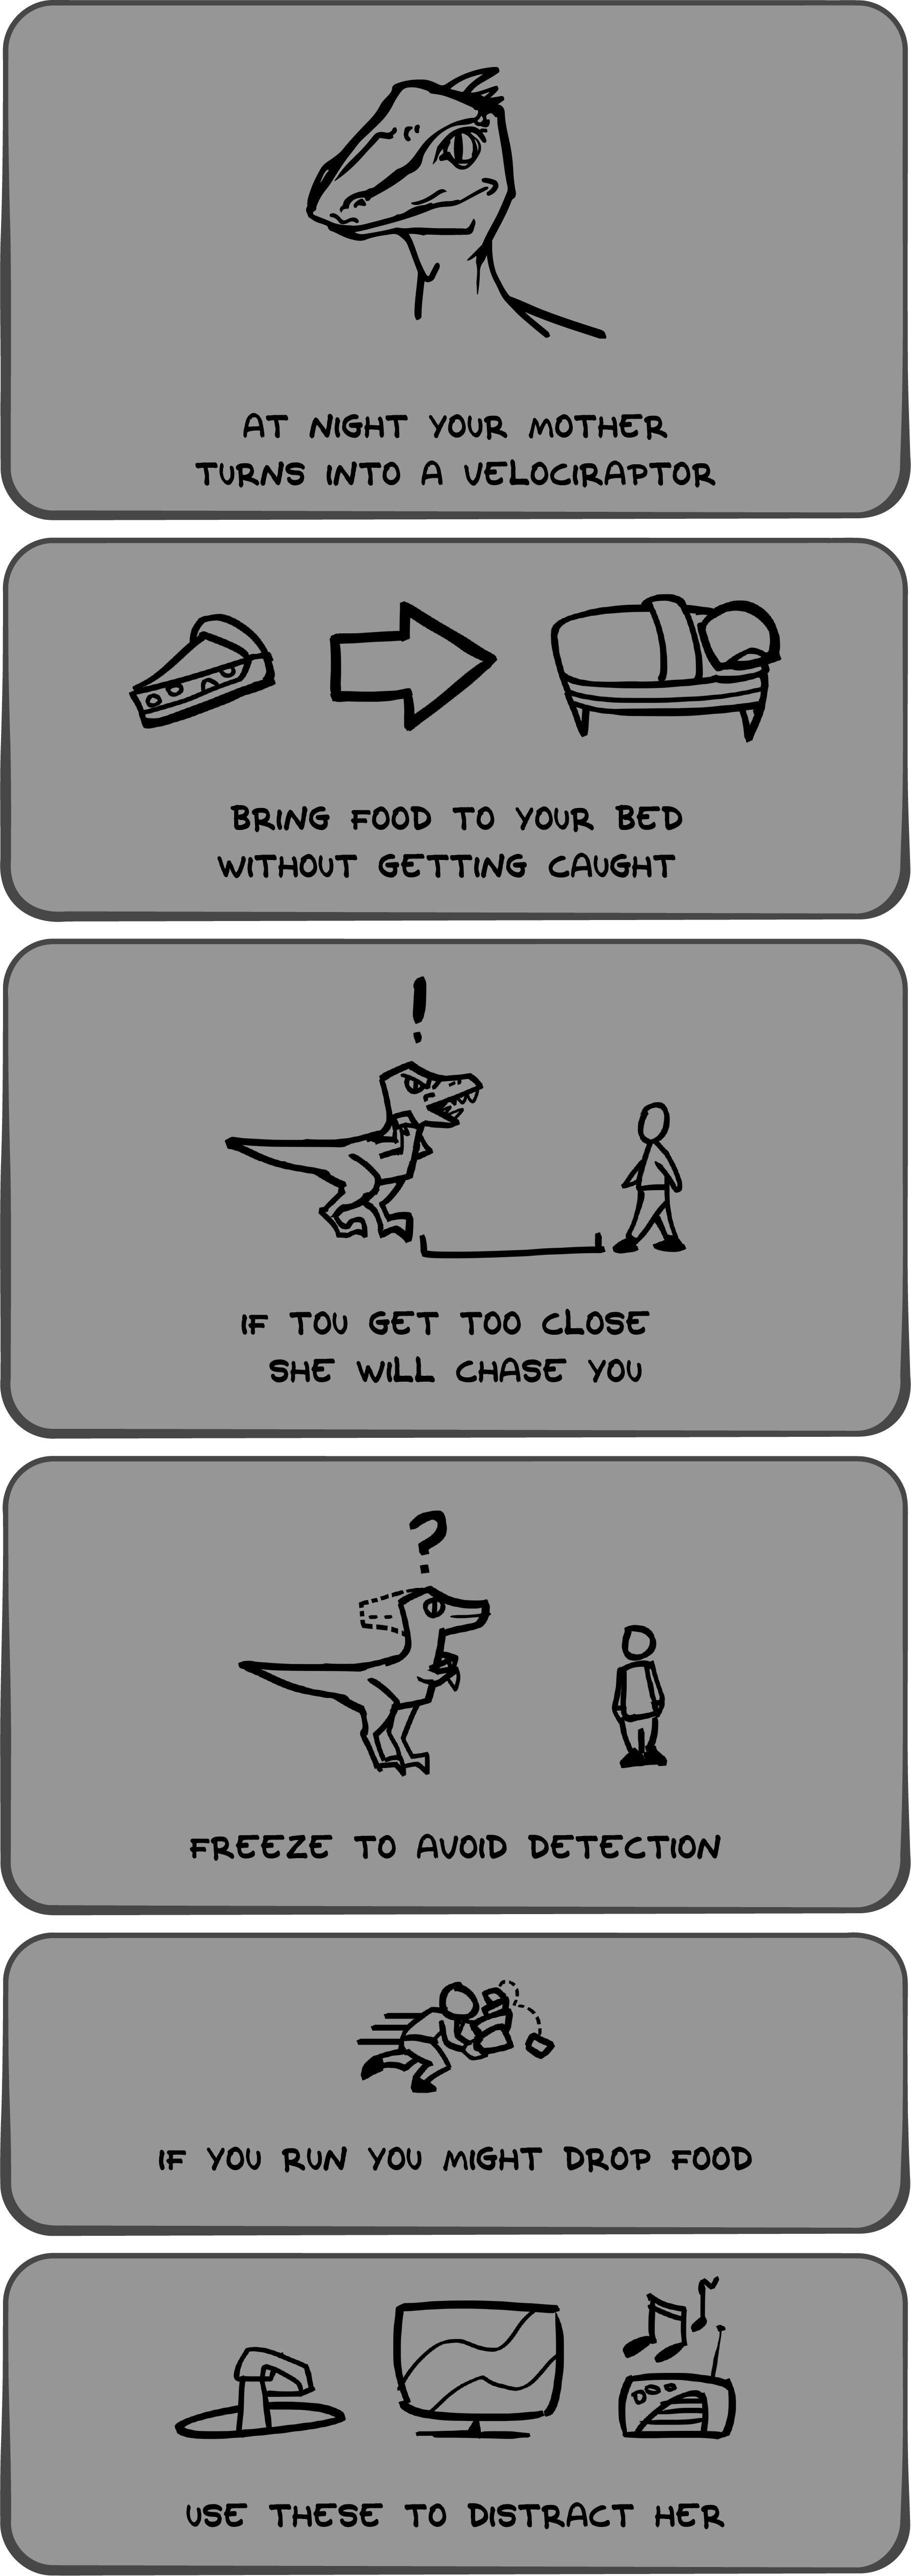 AT NIGHT YOUR MOTHER
TURNS INTO A VELOCIRAPTOR
BRING FOOD TO YOUR BED
WITHOUT GETTING CAUGHT
!
IF TOU GET TOO CLOSE
SHE WILL CHASE YOU
?
FREEZE TO AVOID DETECTION
IF YOU RUN YOU MIGHT DROP FOOD
USE THESE TO DISTRACT HER